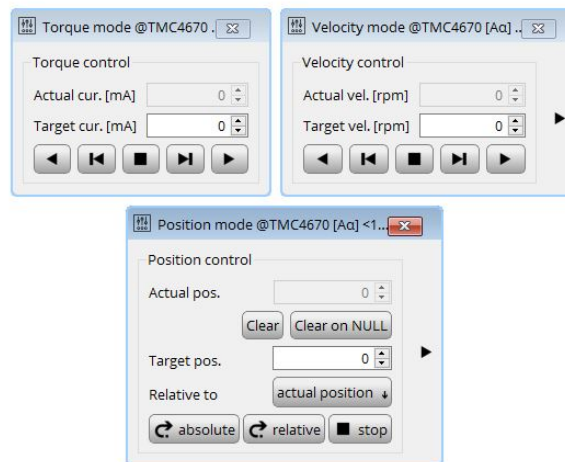 Torque mode @TMC4670 .
Torque control
Actual cur. [mA] 0
Target cur. [mA] 0
Velocity mode @TMC4670 [Aα] ..
Velocity control
Actual vel. [rpm] 0
Target vel. [rpm] 0
Position mode @TMC4670 [Aα] <1...
Position control
Actual pos. 0
Clear Clear on NULL
Target pos. 0
Relative to actual position
absolute relative stop